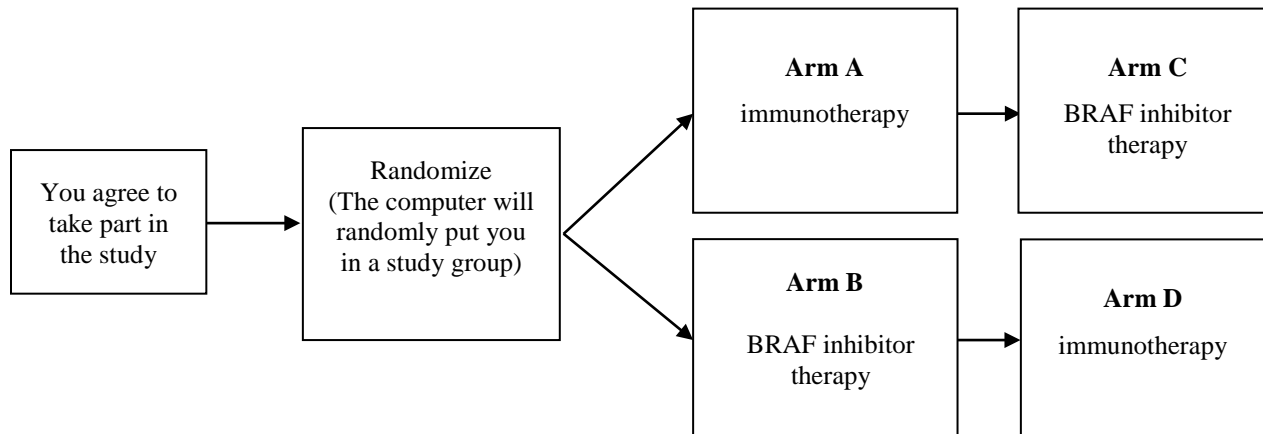 You agree to
take part in
the study
Randomize
(The computer will
randomly put you
in a study group)
Arm A
immunotherapy
Arm C
BRAF inhibitor
therapy
Arm B
BRAF inhibitor
therapy
Arm D
immunotherapy